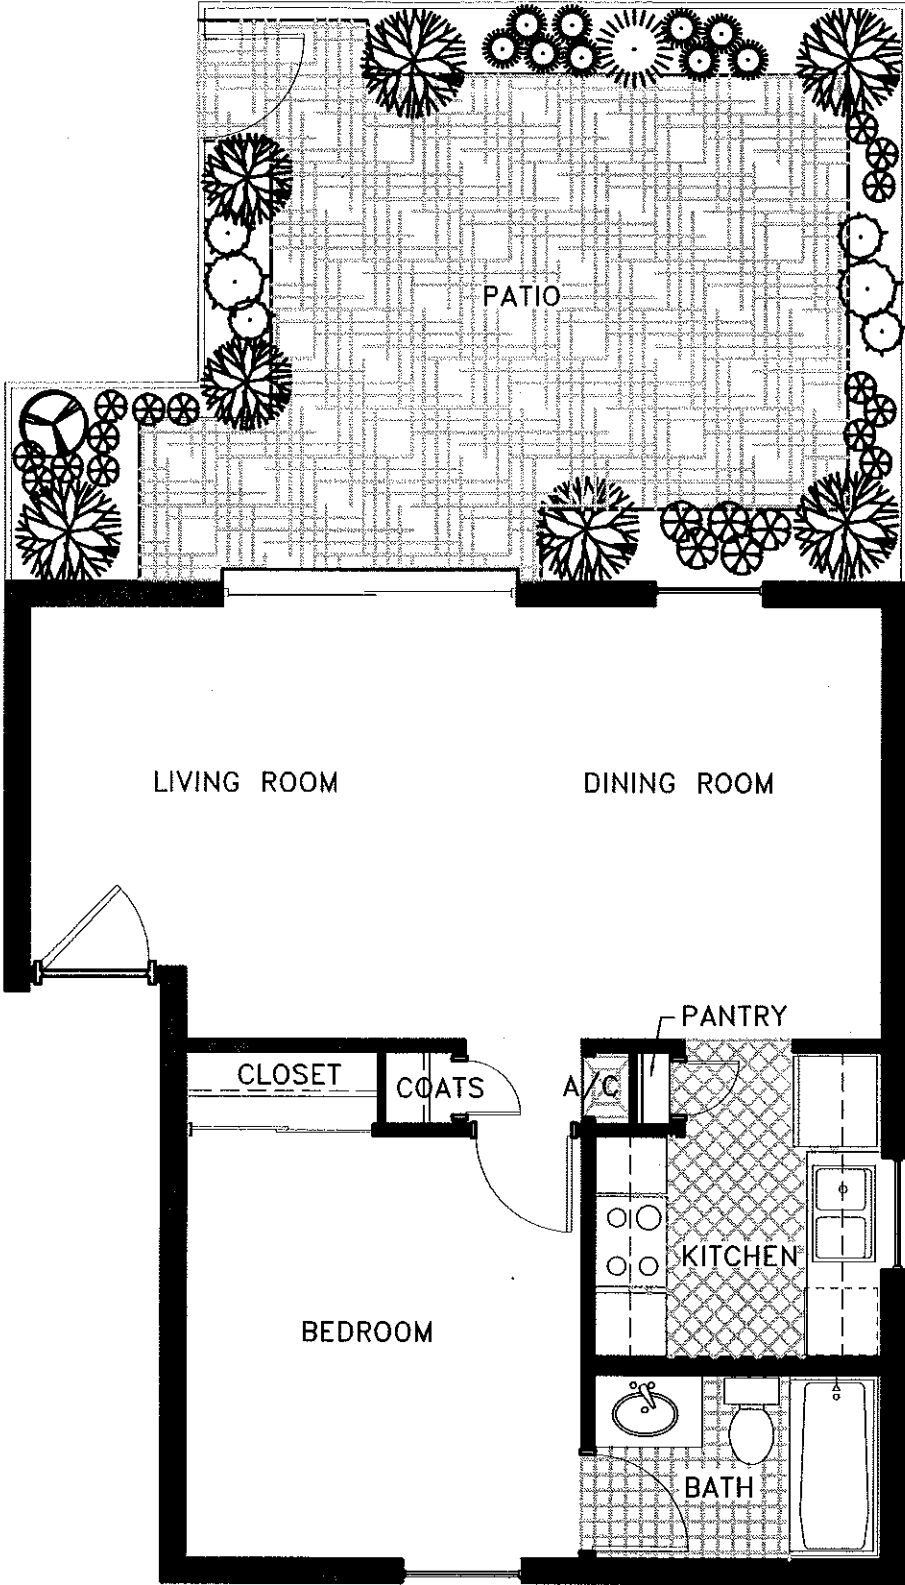 PATIO
LIVING ROOM
DINING ROOM
PANTRY
CLOSET
COATS
A/C
KITCHEN
BEDROOM
BATH